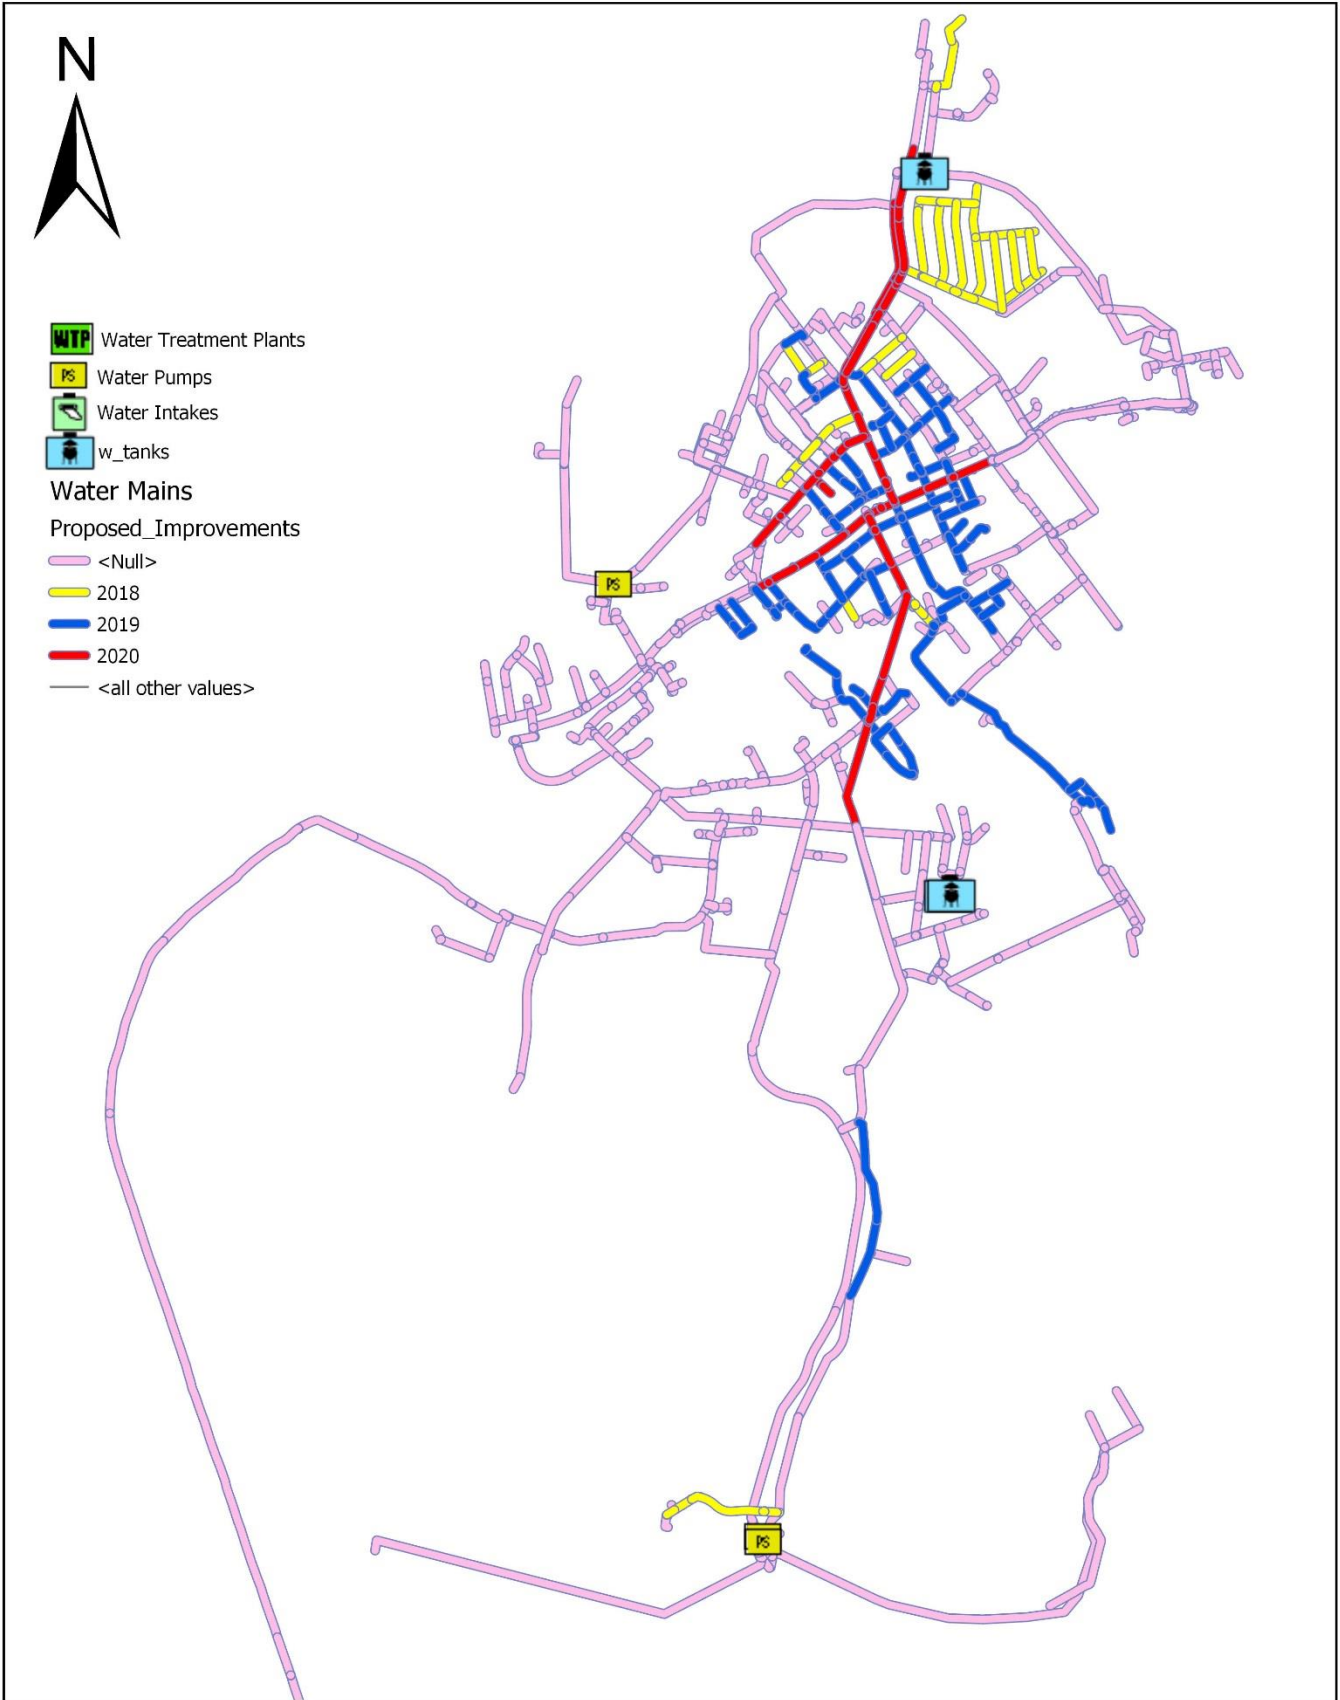 N
WTP Water Treatment Plants
PS Water Pumps
Water Intakes
w_tanks
Water Mains
Proposed_Improvements
<Null>
2018
2019
2020
<all other values>
PS
PS